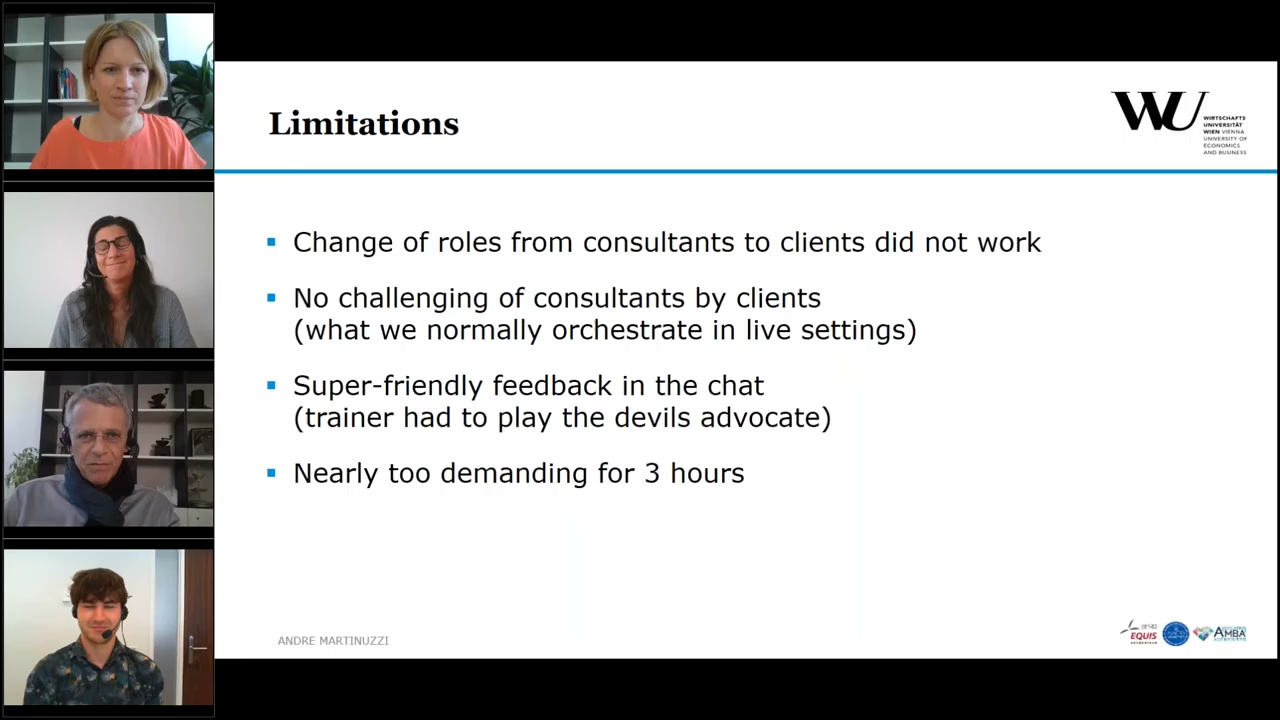 Limitations
WU
WIRTSCHAFTS
UNIVERSITÄT
WIEN VIENNA
UNIVERSITY OF
ECONOMICS
AND BUSINESS
Change of roles from consultants to clients did not work
No challenging of consultants by clients
(what we normally orchestrate in live settings)
Super-friendly feedback in the chat
(trainer had to play the devils advocate)
Nearly too demanding for 3 hours
ANDRE MARTINUZZI
EQUIS
AMBA